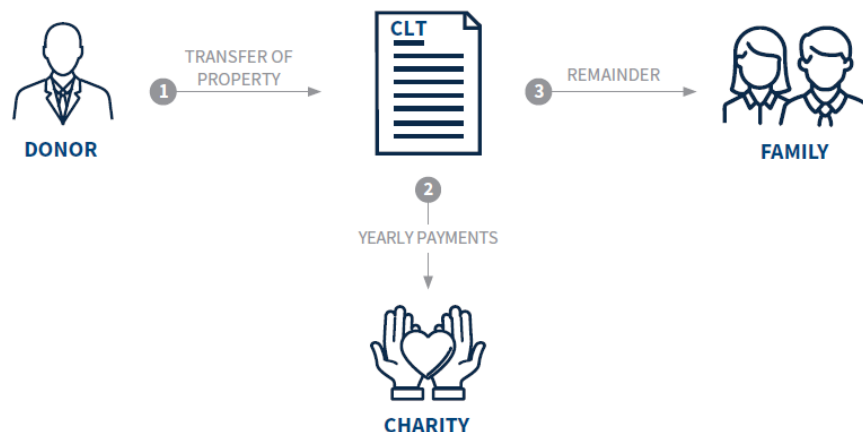 CLT
TRANSFER OF
PROPERTY
1
3
REMAINDER
DONOR
FAMILY
2
YEARLY PAYMENTS
CHARITY